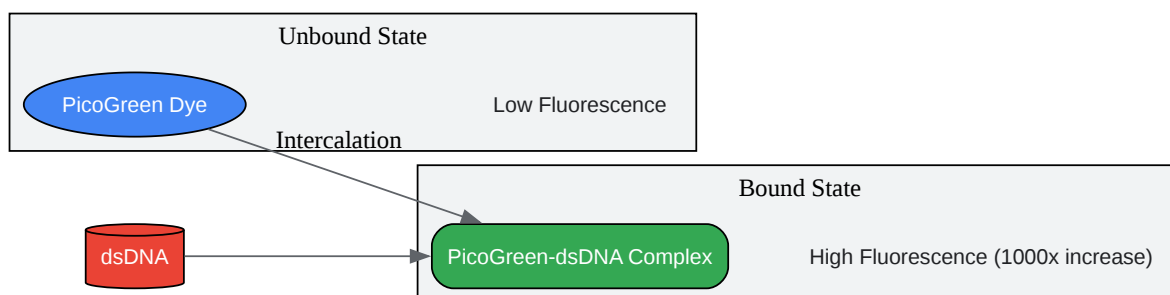 Unbound State
PicoGreen Dye
Low Fluorescence
Intercalation
Bound State
dsDNA
PicoGreen-dsDNA Complex
High Fluorescence (1000x increase)